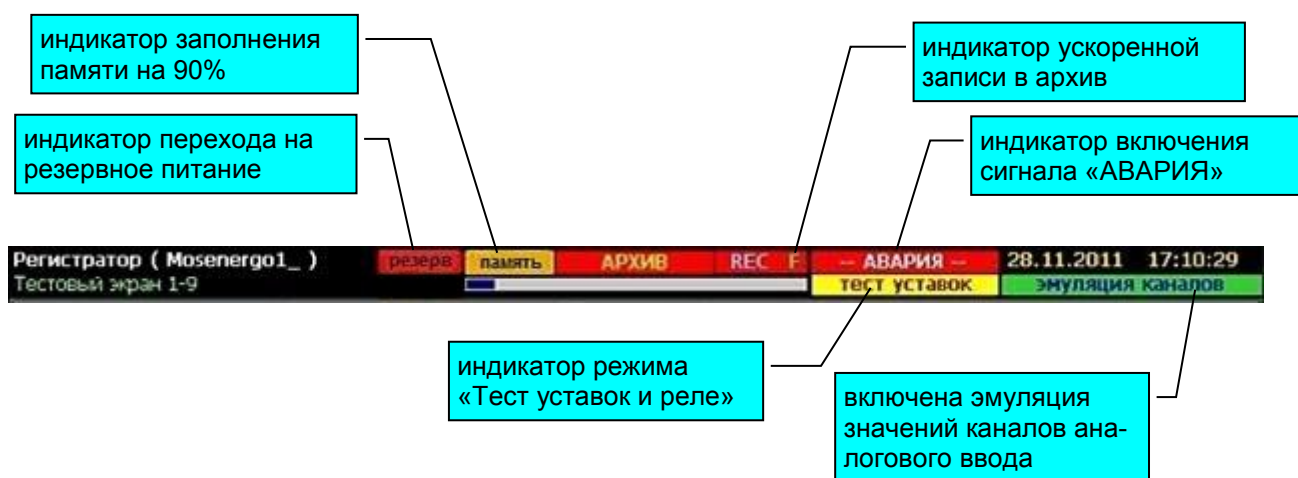 индикатор заполнения
памяти на 90%
индикатор ускоренной
записи в архив
индикатор перехода на
резервное питание
индикатор включения
сигнала «АВАРИЯ»
Регистратор ( Mosenergo1_ ) резерв память АРХИВ REC F -- АВАРИЯ -- 28.11.2011 17:10:29
Тестовый экран 1-9 тест уставок эмуляция каналов
индикатор режима
«Тест уставок и реле»
включена эмуляция
значений каналов ана-
логового ввода